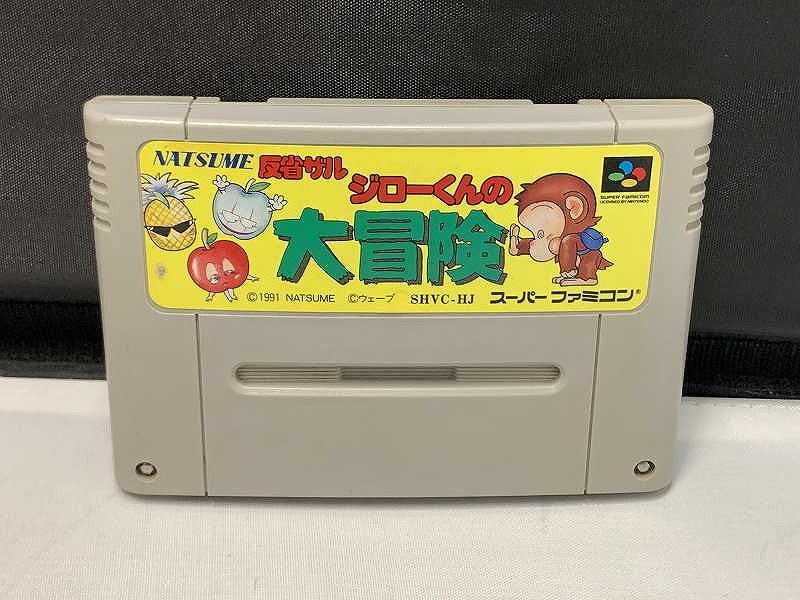 NATSUME
反省ザル
ジローくんの
大冒険
SUPER FAMICOM
LICENSED BY NINTENDO
©1991 NATSUME ©ウェーブ SHVC-HJ スーパーファミコン®